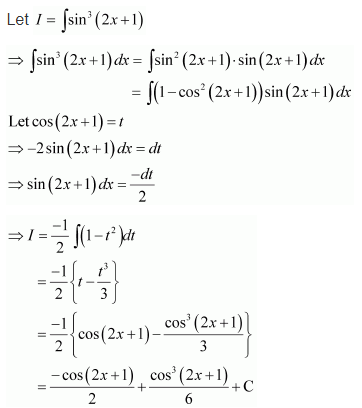 Let I = ∫sin³(2x+1)
⇒ ∫sin³(2x+1)dx = ∫sin²(2x+1)·sin(2x+1)dx
= ∫(1−cos²(2x+1))sin(2x+1)dx
Let cos(2x+1) = t
⇒ −2sin(2x+1)dx = dt
⇒ sin(2x+1)dx = −dt/2
⇒ I = −1/2 ∫(1−t²)dt
= −1/2 {t − t³/3}
= −1/2 {cos(2x+1) − cos³(2x+1)/3}
= −cos(2x+1)/2 + cos³(2x+1)/6 + C